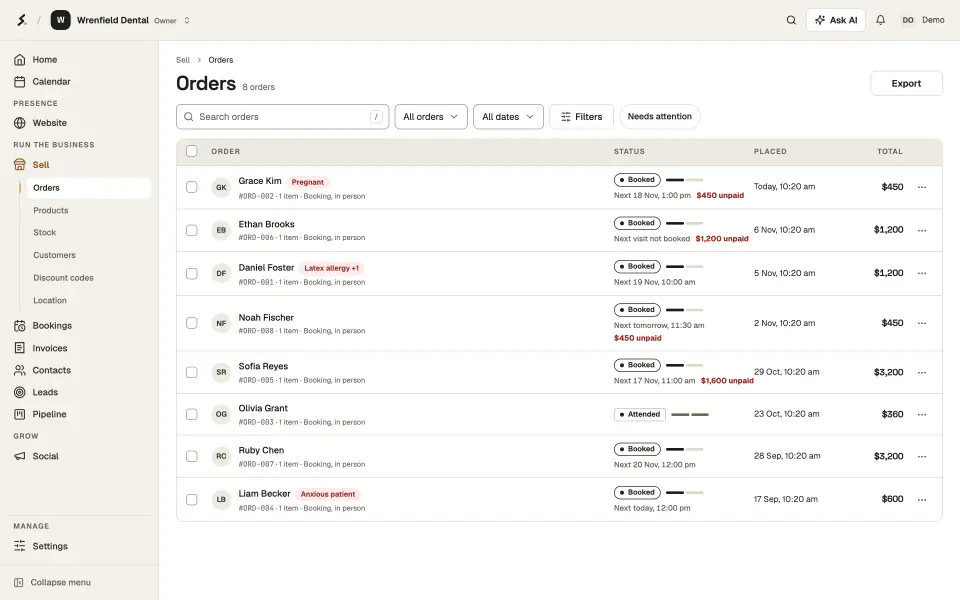 W Wrenfield Dental Owner
Ask AI
DO Demo
Home
Calendar
PRESENCE
Website
RUN THE BUSINESS
Sell
Orders
Products
Stock
Customers
Discount codes
Location
Bookings
Invoices
Contacts
Leads
Pipeline
GROW
Social
MANAGE
Settings
Collapse menu
Sell > Orders
Orders 8 orders
Export
Search orders /
All orders
All dates
Filters
Needs attention
ORDER STATUS PLACED TOTAL
GK Grace Kim Pregnant
#ORD-002 · 1 item · Booking, in person
Booked
Next 18 Nov, 1:00 pm $450 unpaid
Today, 10:20 am
$450
EB Ethan Brooks
#ORD-006 · 1 item · Booking, in person
Booked
Next visit not booked $1,200 unpaid
6 Nov, 10:20 am
$1,200
DF Daniel Foster Latex allergy +1
#ORD-001 · 1 item · Booking, in person
Booked
Next 19 Nov, 10:00 am
5 Nov, 10:20 am
$1,200
NF Noah Fischer
#ORD-008 · 1 item · Booking, in person
Booked
Next tomorrow, 11:30 am
$450 unpaid
2 Nov, 10:20 am
$450
SR Sofia Reyes
#ORD-005 · 1 item · Booking, in person
Booked
Next 17 Nov, 11:00 am $1,600 unpaid
29 Oct, 10:20 am
$3,200
OG Olivia Grant
#ORD-003 · 1 item · Booking, in person
Attended
23 Oct, 10:20 am
$360
RC Ruby Chen
#ORD-007 · 1 item · Booking, in person
Booked
Next 20 Nov, 12:00 pm
28 Sep, 10:20 am
$3,200
LB Liam Becker Anxious patient
#ORD-004 · 1 item · Booking, in person
Booked
Next today, 12:00 pm
17 Sep, 10:20 am
$600